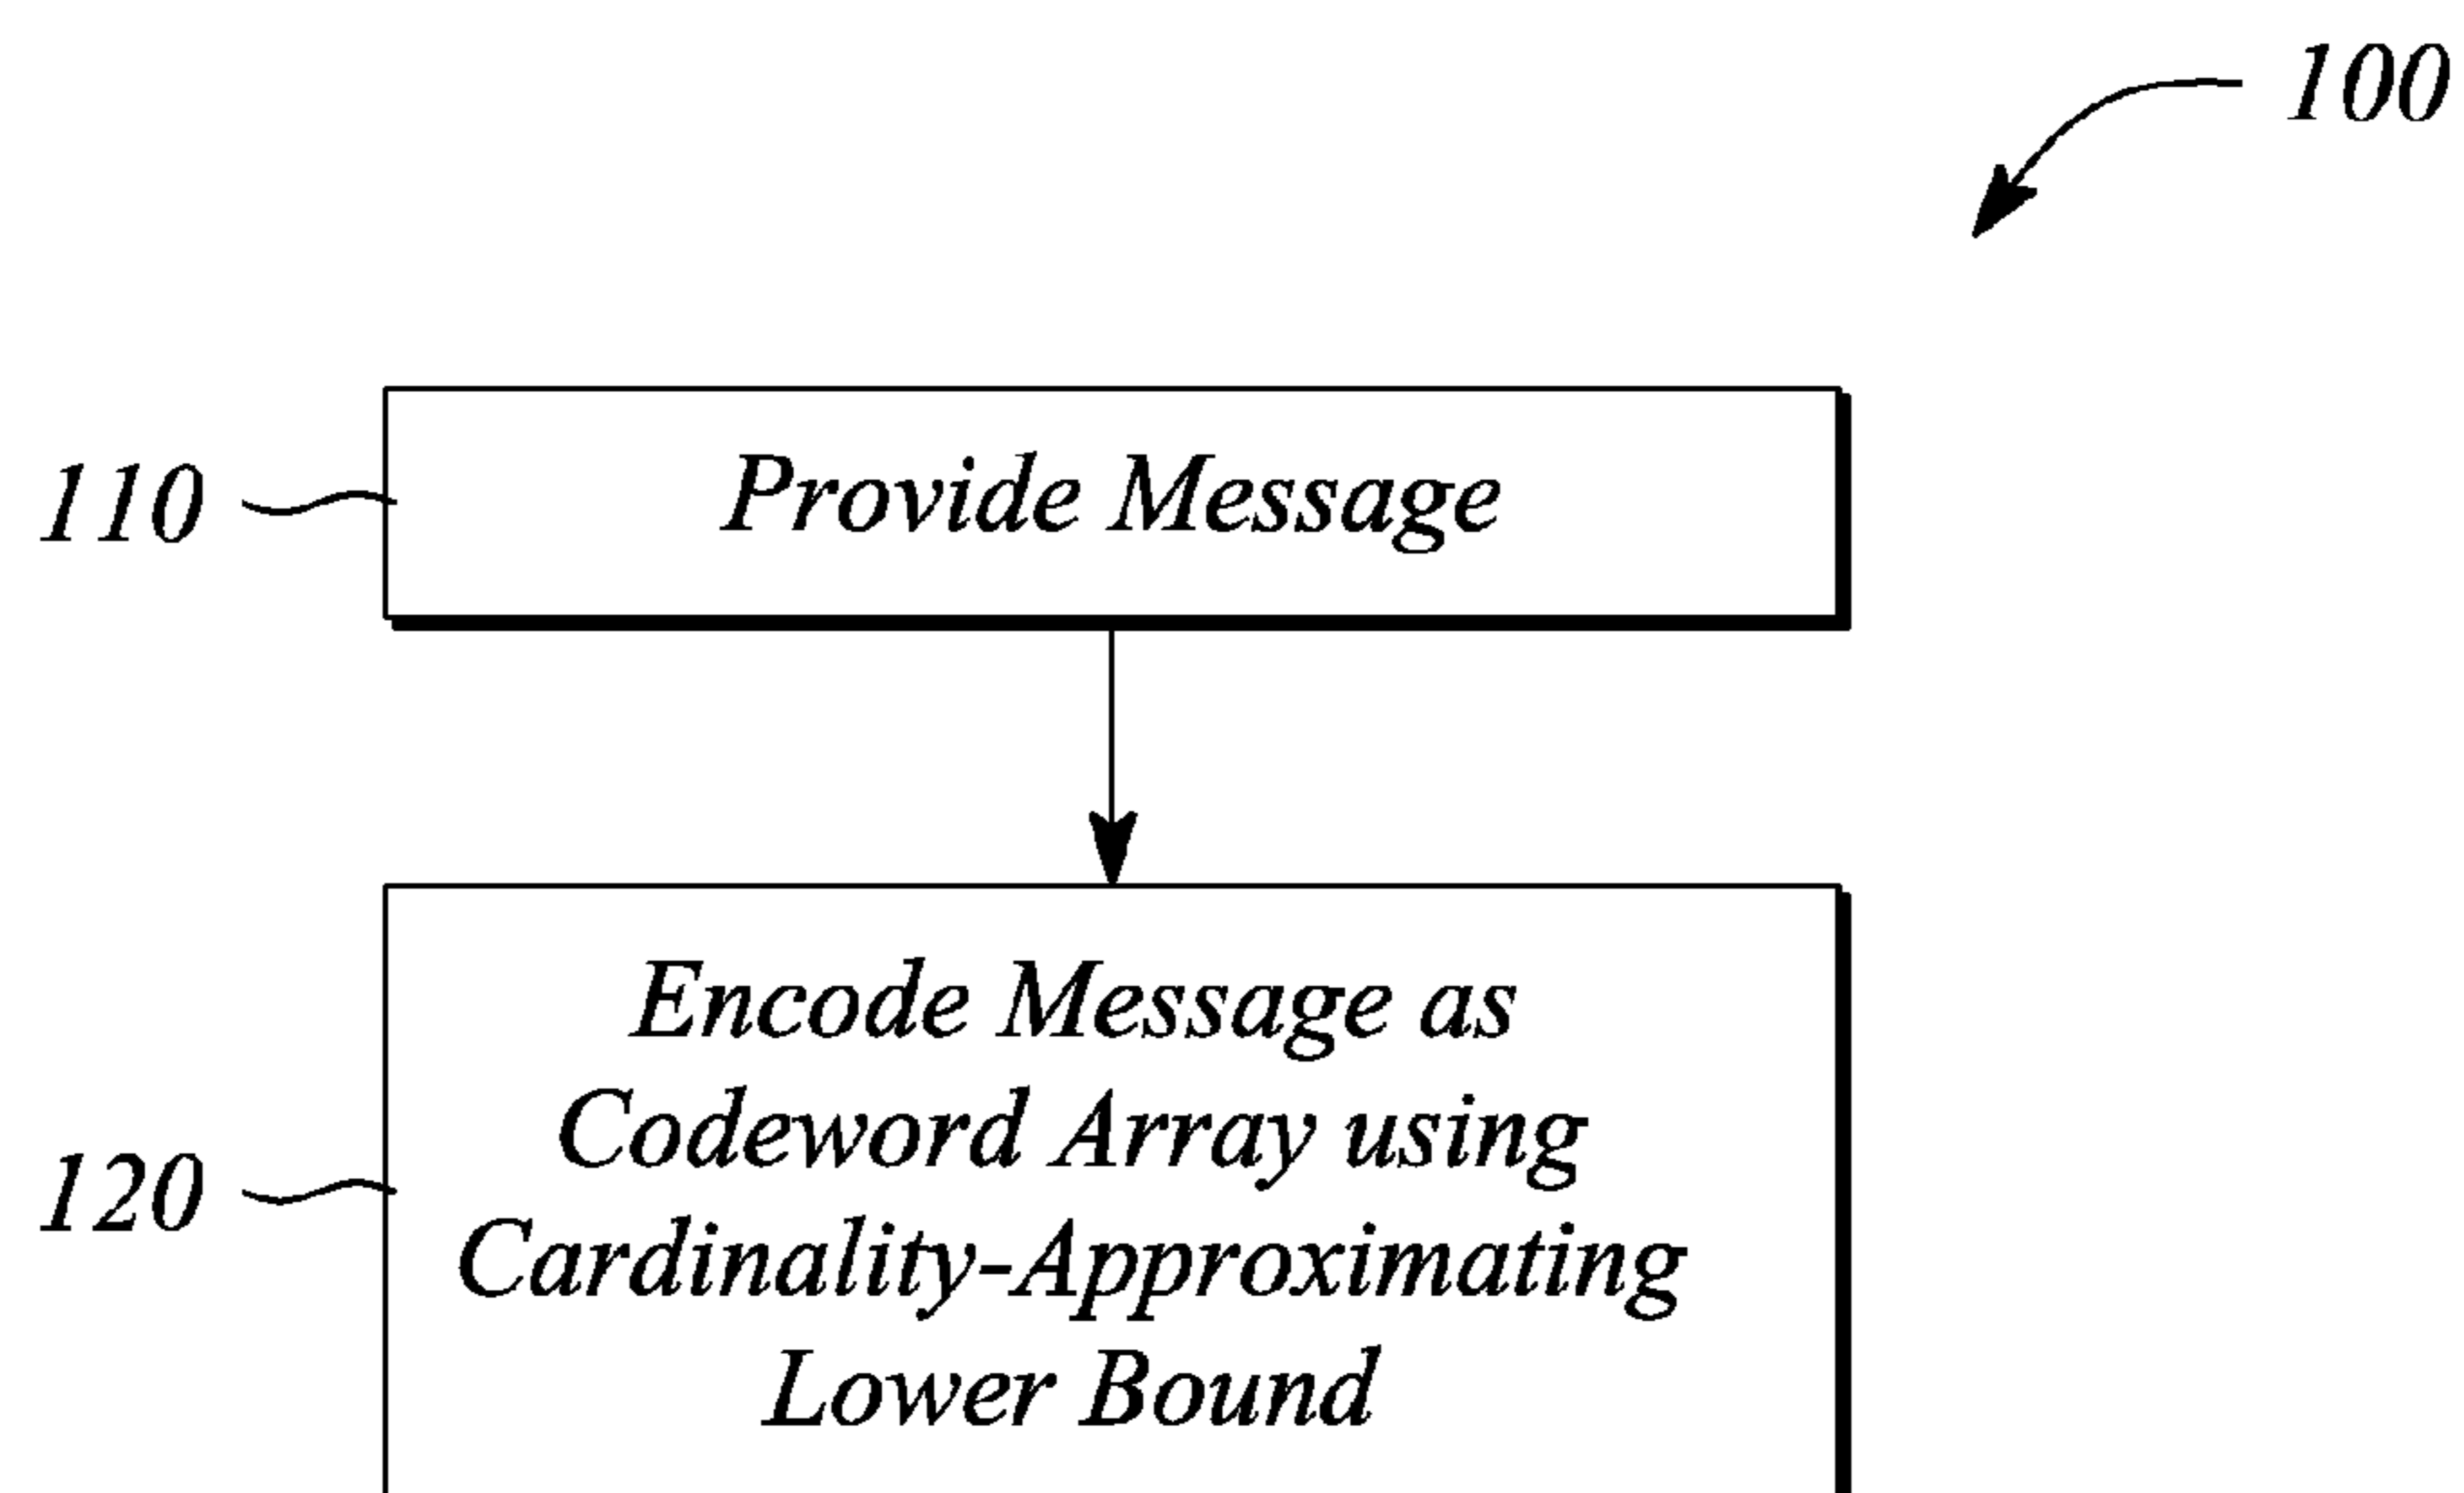 100
110
Provide Message
120
Encode Message as
Codeword Array using
Cardinality-Approximating
Lower Bound